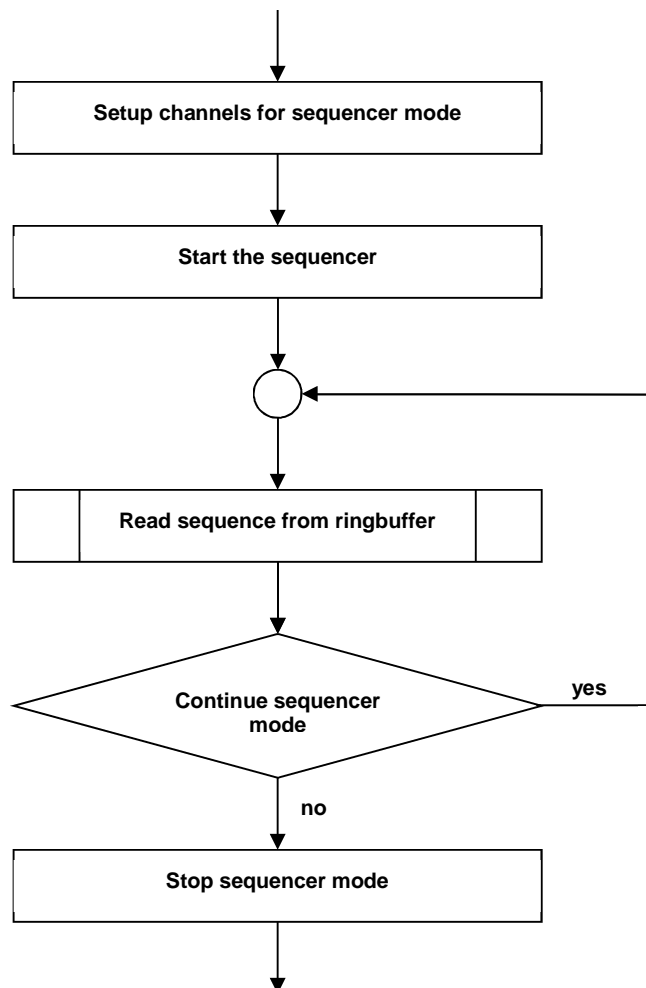 Setup channels for sequencer mode
Start the sequencer
Read sequence from ringbuffer
Continue sequencer
mode
yes
no
Stop sequencer mode